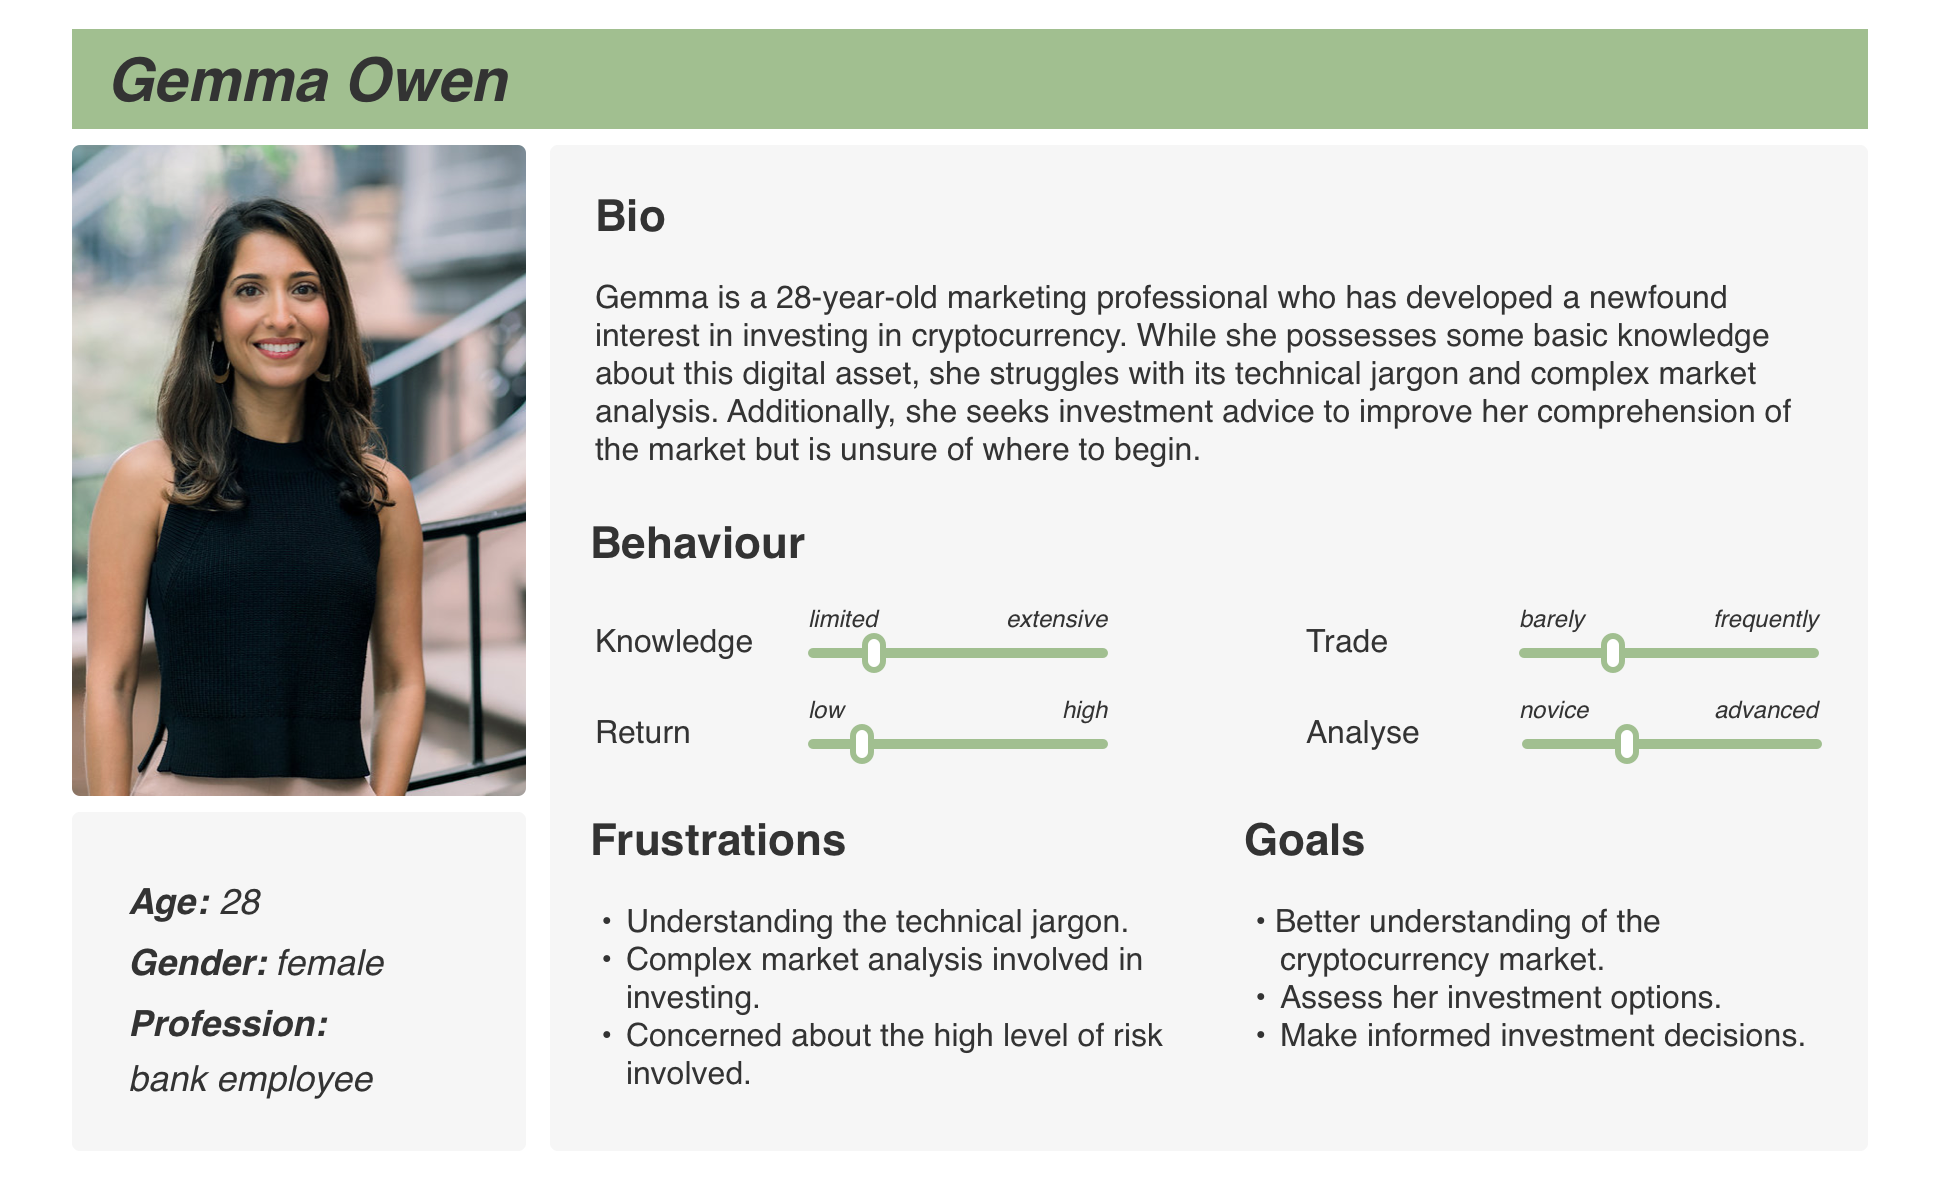 Gemma Owen
Bio
Gemma is a 28-year-old marketing professional who has developed a newfound
interest in investing in cryptocurrency. While she possesses some basic knowledge
about this digital asset, she struggles with its technical jargon and complex market
analysis. Additionally, she seeks investment advice to improve her comprehension of
the market but is unsure of where to begin.
Behaviour
Knowledge
limited
extensive
Trade
barely
frequently
Return
low
high
Analyse
novice
advanced
Frustrations
• Understanding the technical jargon.
• Complex market analysis involved in
investing.
• Concerned about the high level of risk
involved.
Goals
• Better understanding of the
cryptocurrency market.
• Assess her investment options.
• Make informed investment decisions.
Age: 28
Gender: female
Profession:
bank employee